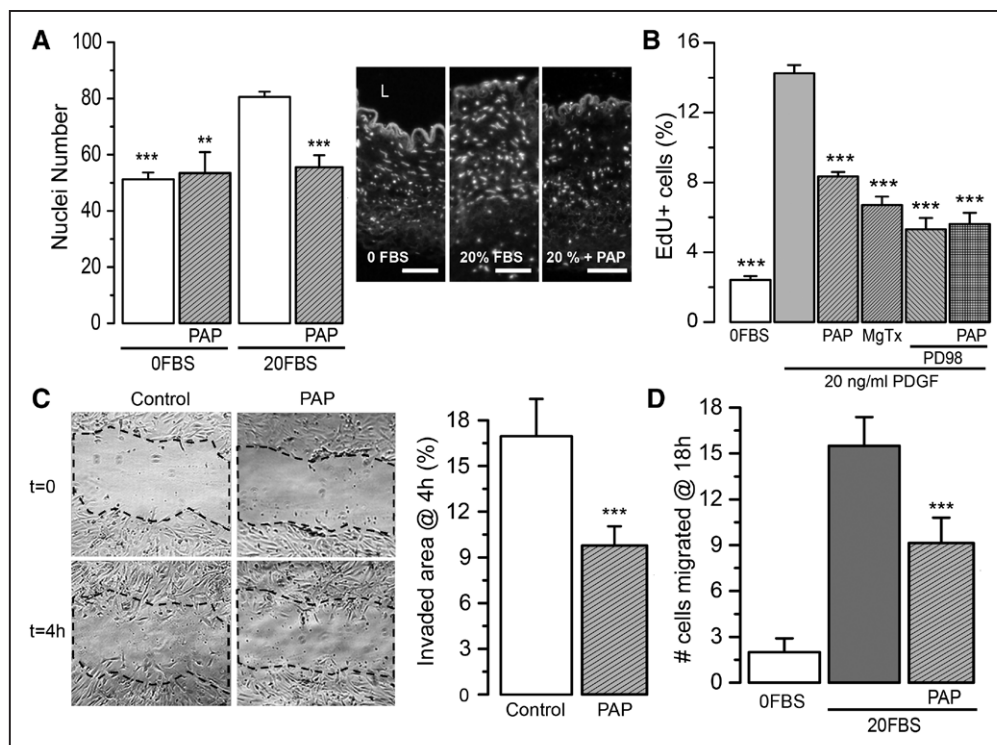 A
Nuclei Number
100
80
60
40
20
0
***
**
***
PAP
PAP
0FBS
20FBS
L
0 FBS
20% FBS
20 % + PAP
B
EdU+ cells (%)
16
12
8
4
0
***
***
***
***
***
0FBS
PAP
MgTx
PAP
PD98
20 ng/ml PDGF
C
Control
PAP
t=0
t=4h
Invaded area @ 4h (%)
18
15
12
9
6
3
0
***
Control
PAP
D
# cells migrated @ 18h
18
15
12
9
6
3
0
***
0FBS
PAP
20FBS